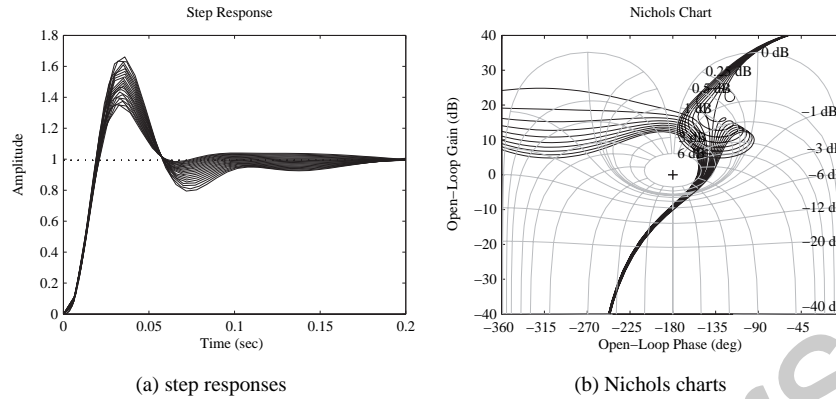 Step Response
1.8
1.6
1.4
1.2
1
0.8
0.6
0.4
0.2
0
Amplitude
0 0.05 0.1 0.15 0.2
Time (sec)
(a) step responses
Nichols Chart
40
30
20
10
0
−10
−20
−30
−40
Open−Loop Gain (dB)
0 dB
0.25 dB
0.5 dB
1 dB
3 dB
6 dB
−1 dB
−3 dB
−6 d
−12 d
−20 d
−40 d
−360 −315 −270 −225 −180 −135 −90 −45
Open−Loop Phase (deg)
(b) Nichols charts